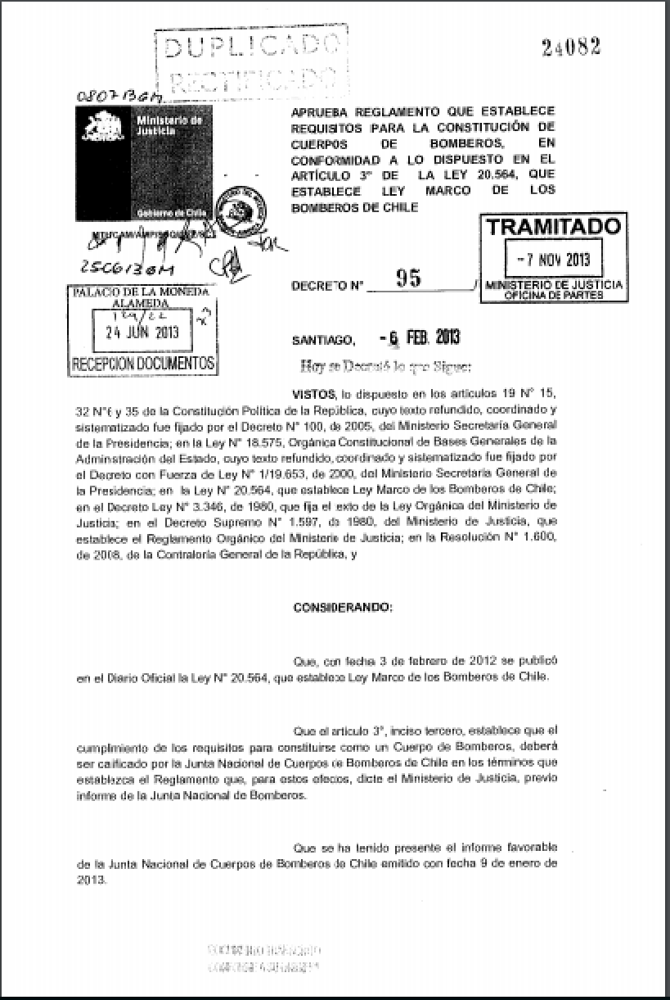 DUPLICADO
RECTIFICADO
24082
080713GM
Ministerio de
Justicia
Gobierno de Chile
APRUEBA REGLAMENTO QUE ESTABLECE
REQUISITOS PARA LA CONSTITUCIÓN DE
CUERPOS DE BOMBEROS, EN
CONFORMIDAD A LO DISPUESTO EN EL
ARTÍCULO 3° DE LA LEY 20.564, QUE
ESTABLECE LEY MARCO DE LOS
BOMBEROS DE CHILE
TRAMITADO
- 7 NOV 2013
MINISTERIO DE JUSTICIA
OFICINA DE PARTES
DECRETO N° 95
PALACIO DE LA MONEDA
ALAMEDA
24 JUN 2013
RECEPCION DOCUMENTOS
SANTIAGO, - 6 FEB. 2013
Hoy se Decretó lo que Sigue:
VISTOS, lo dispuesto en los artículos 19 N° 15,
32 N°6 y 35 de la Constitución Política de la República, cuyo texto refundido, coordinado y
sistematizado fue fijado por el Decreto N° 100, de 2005, del Ministerio Secretaría General
de la Presidencia; en la Ley N° 18.575, Orgánica Constitucional de Bases Generales de la
Administración del Estado, cuyo texto refundido, coordinado y sistematizado fue fijado por
el Decreto con Fuerza de Ley N° 1/19.653, de 2000, del Ministerio Secretaría General de
la Presidencia; en la Ley N° 20.564, que establece Ley Marco de los Bomberos de Chile;
en el Decreto Ley N° 3.346, de 1980, que fija el exto de la Ley Orgánica del Ministerio de
Justicia; en el Decreto Supremo N° 1.597, de 1980, del Ministerio de Justicia, que
establece el Reglamento Orgánico del Ministerio de Justicia; en la Resolución N° 1.600,
de 2008, de la Contraloría General de la República, y
CONSIDERANDO:
Que, con fecha 3 de febrero de 2012 se publicó
en el Diario Oficial la Ley N° 20.564, que establece Ley Marco de los Bomberos de Chile.
Que el artículo 3°, inciso tercero, establece que el
cumplimiento de los requisitos para constituirse como un Cuerpo de Bomberos, deberá
ser calificado por la Junta Nacional de Cuerpos de Bomberos de Chile en los términos que
establezca el Reglamento que, para estos efectos, dicte el Ministerio de Justicia, previo
informe de la Junta Nacional de Bomberos.
Que se ha tenido presente el informe favorable
de la Junta Nacional de Cuerpos de Bomberos de Chile emitido con fecha 9 de enero de
2013.